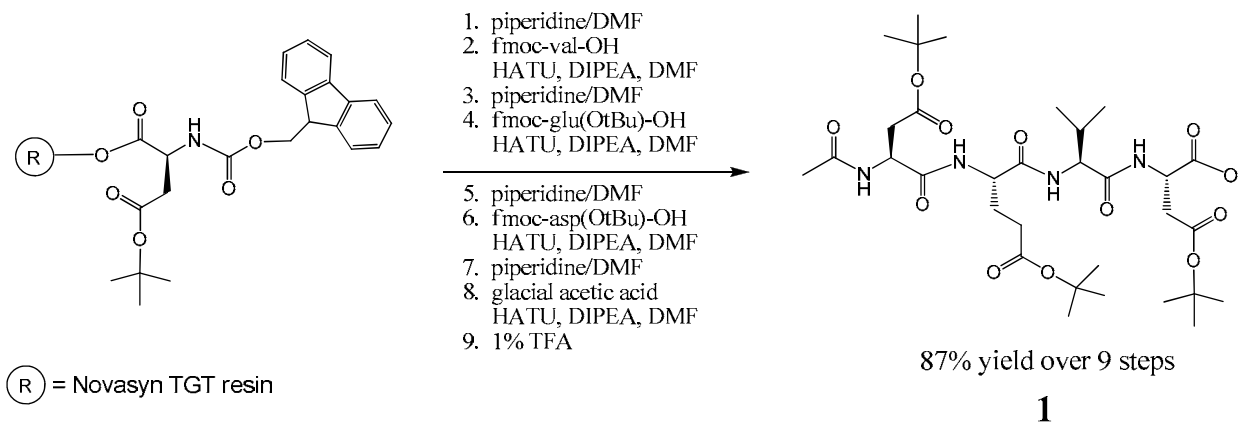 1. piperidine/DMF
2. fmoc-val-OH
HATU, DIPEA, DMF
3. piperidine/DMF
4. fmoc-glu(OtBu)-OH
HATU, DIPEA, DMF
5. piperidine/DMF
6. fmoc-asp(OtBu)-OH
HATU, DIPEA, DMF
7. piperidine/DMF
8. glacial acetic acid
HATU, DIPEA, DMF
9. 1% TFA
R
O
O
H
N
O
O
O
O
O
H
N
O
O
O
H
N
O
O
N
H
O
O
O
H
N
O
O
O
O
O
R = Novasyn TGT resin
87% yield over 9 steps
1